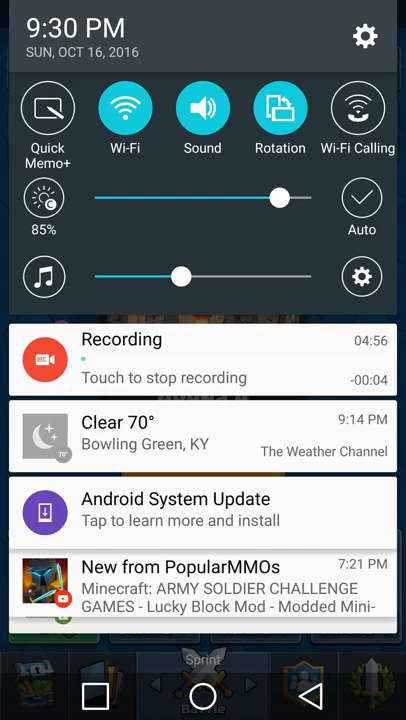 9:30 PM
SUN, OCT 16, 2016
Quick Memo+
Wi-Fi
Sound
Rotation
Wi-Fi Calling
85%
Auto
Recording
04:56
REC
Touch to stop recording
-00:04
Clear 70°
9:14 PM
70°
Bowling Green, KY
The Weather Channel
Android System Update
Tap to learn more and install
New from PopularMMOs
7:21 PM
Minecraft: ARMY SOLDIER CHALLENGE
GAMES - Lucky Block Mod - Modded Mini-
Sprint
Battle